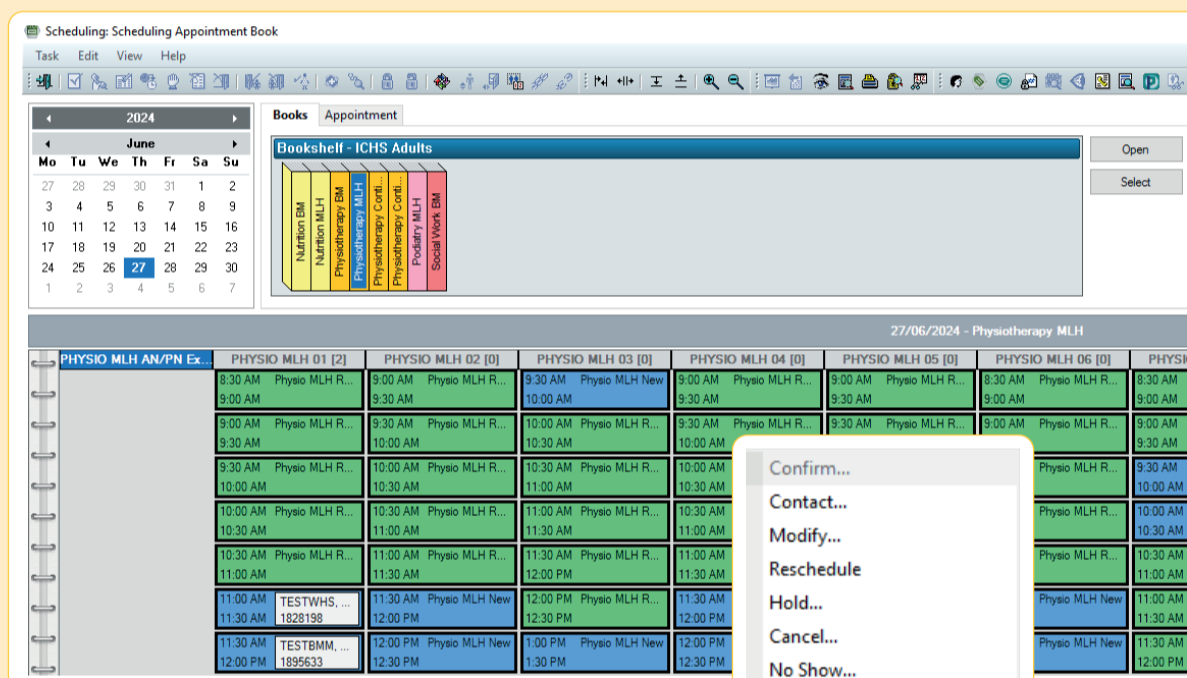 Scheduling: Scheduling Appointment Book
Task Edit View Help
2024
June
Mo Tu We Th Fr Sa Su
27 28 29 30 31 1 2
3 4 5 6 7 8 9
10 11 12 13 14 15 16
17 18 19 20 21 22 23
24 25 26 27 28 29 30
1 2 3 4 5 6 7
Books Appointment
Bookshelf - ICHS Adults
Open
Select
Nutrition BM
Nutrition MLH
Physiotherapy BM
Physiotherapy MLH
Physiotherapy Conti...
Physiotherapy Conti...
Podiatry MLH
Social Work BM
27/06/2024 - Physiotherapy MLH
PHYSIO MLH AN/PN Ex... PHYSIO MLH 01 [2] PHYSIO MLH 02 [0] PHYSIO MLH 03 [0] PHYSIO MLH 04 [0] PHYSIO MLH 05 [0] PHYSIO MLH 06 [0] PHYSI
8:30 AM Physio MLH R... 9:00 AM Physio MLH R... 9:30 AM Physio MLH New 9:00 AM Physio MLH R... 9:00 AM Physio MLH R... 8:30 AM Physio MLH R... 8:30 AM
9:00 AM 9:30 AM 10:00 AM 9:30 AM 9:30 AM 9:00 AM 9:00 AM
9:00 AM Physio MLH R... 9:30 AM Physio MLH R... 10:00 AM Physio MLH R... 9:30 AM Physio MLH R... 9:30 AM Physio MLH R... 9:00 AM Physio MLH R... 9:00 AM
9:30 AM 10:00 AM 10:30 AM 10:00 AM 9:30 AM
9:30 AM Physio MLH R... 10:00 AM Physio MLH R... 10:30 AM Physio MLH R... 10:00 AM Physio MLH R... 9:30 AM
10:00 AM 10:30 AM 11:00 AM 10:30 AM 10:00 AM
10:00 AM Physio MLH R... 10:30 AM Physio MLH R... 11:00 AM Physio MLH R... 10:30 AM Physio MLH R... 10:00 AM
10:30 AM 11:00 AM 11:30 AM 11:00 AM 10:30 AM
10:30 AM Physio MLH R... 11:00 AM Physio MLH R... 11:30 AM Physio MLH R... 11:00 AM Physio MLH R... 10:30 AM
11:00 AM 11:30 AM 12:00 PM 11:30 AM 11:00 AM
11:00 AM TESTWHS, ... 11:30 AM Physio MLH New 12:00 PM Physio MLH R... 11:30 AM Physio MLH New 11:00 AM
11:30 AM 1828198 12:00 PM 12:30 PM 12:00 PM 11:30 AM
11:30 AM TESTBMM, ... 12:00 PM Physio MLH New 1:00 PM Physio MLH New 12:00 PM Physio MLH New 11:30 AM
12:00 PM 1895633 12:30 PM 1:30 PM 12:30 PM 12:00 PM
Confirm...
Contact...
Modify...
Reschedule
Hold...
Cancel...
No Show...